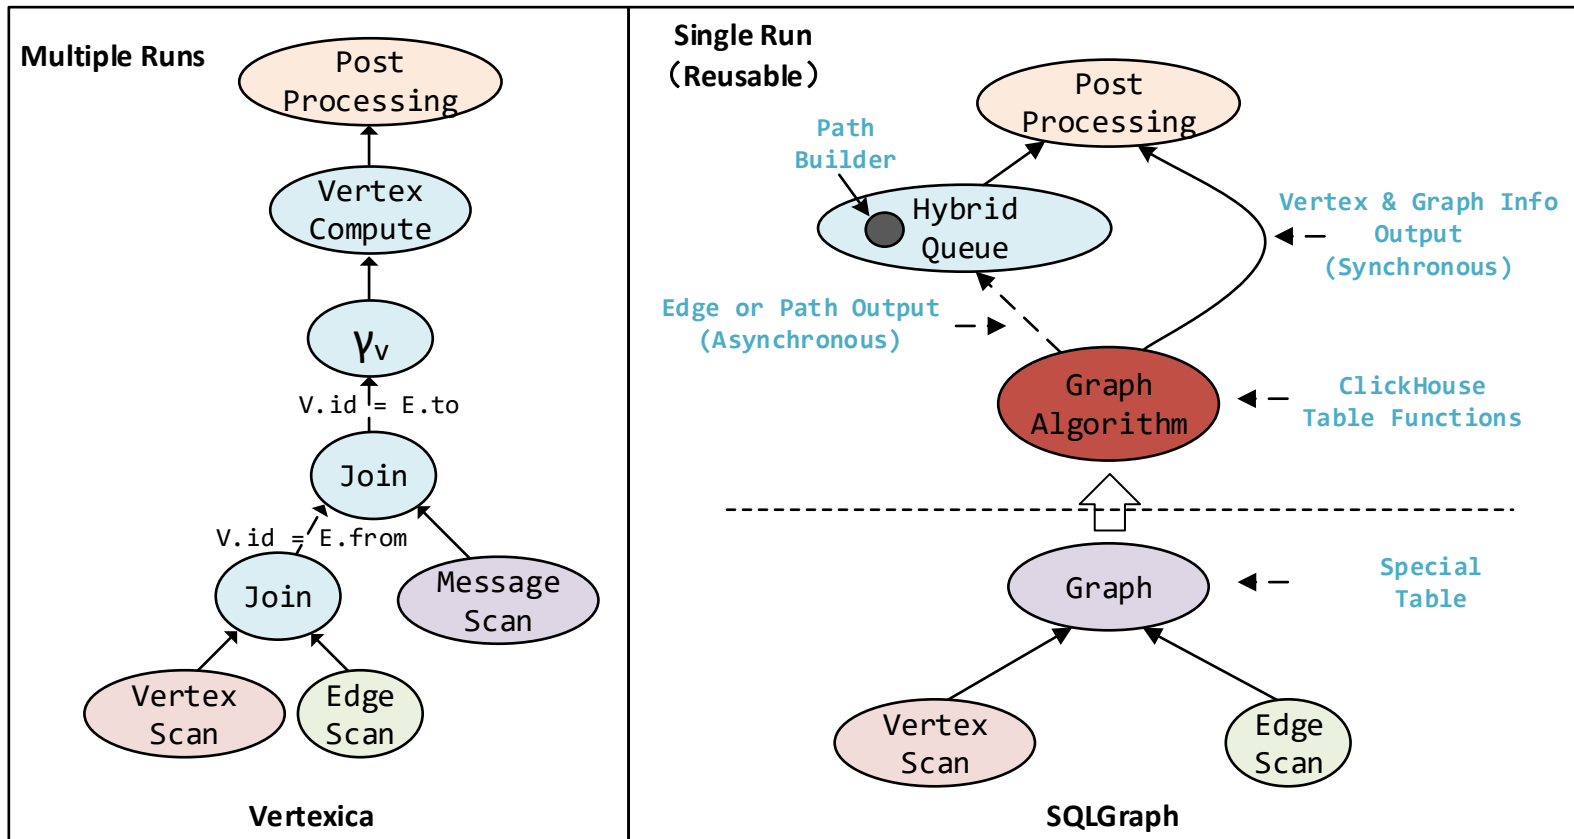 Multiple Runs
Post
Processing
Vertex
Compute
γv
V.id = E.to
Join
V.id = E.from
Join
Message
Scan
Vertex
Scan
Edge
Scan
Vertexica
Single Run
（Reusable）
Post
Processing
Path
Builder
Hybrid
Queue
Vertex & Graph Info
Output
(Synchronous)
Edge or Path Output
(Asynchronous)
Graph
Algorithm
ClickHouse
Table Functions
Graph
Special
Table
Vertex
Scan
Edge
Scan
SQLGraph